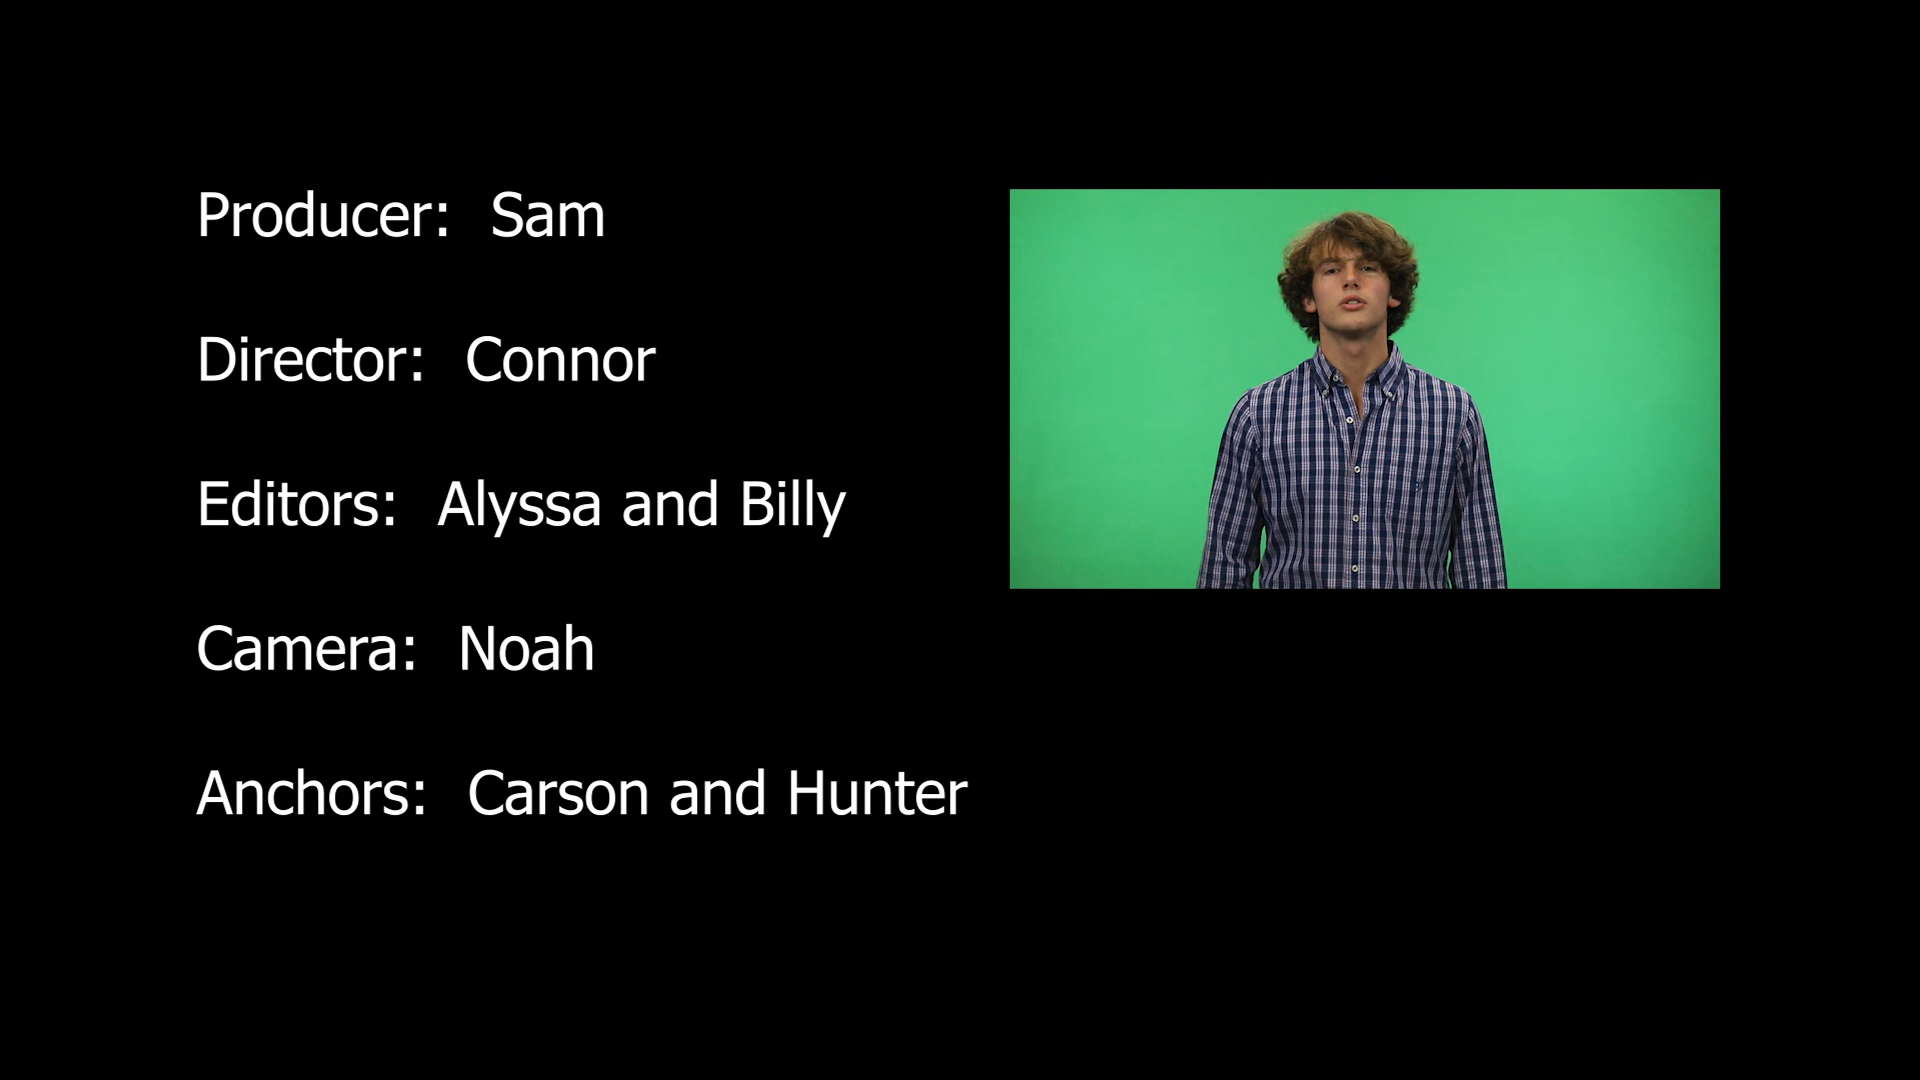 Producer:  Sam
Director:  Connor
Editors:  Alyssa and Billy
Camera:  Noah
Anchors:  Carson and Hunter